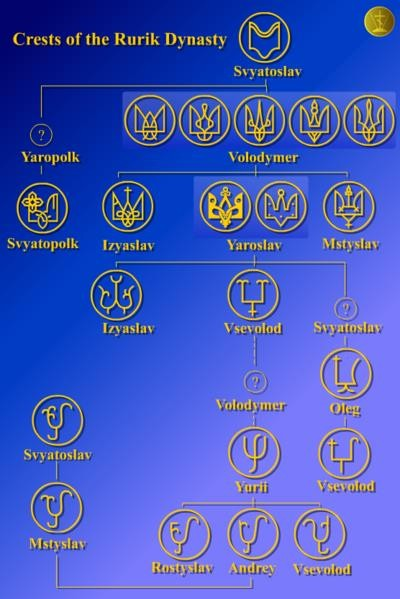 Crests of the Rurik Dynasty
Svyatoslav
?
Yaropolk
Volodymer
Svyatopolk
Izyaslav
Yaroslav
Mstyslav
Izyaslav
Vsevolod
?
Svyatoslav
?
Volodymer
Oleg
Svyatoslav
Yurii
Vsevolod
Mstyslav
Rostyslav
Andrey
Vsevolod